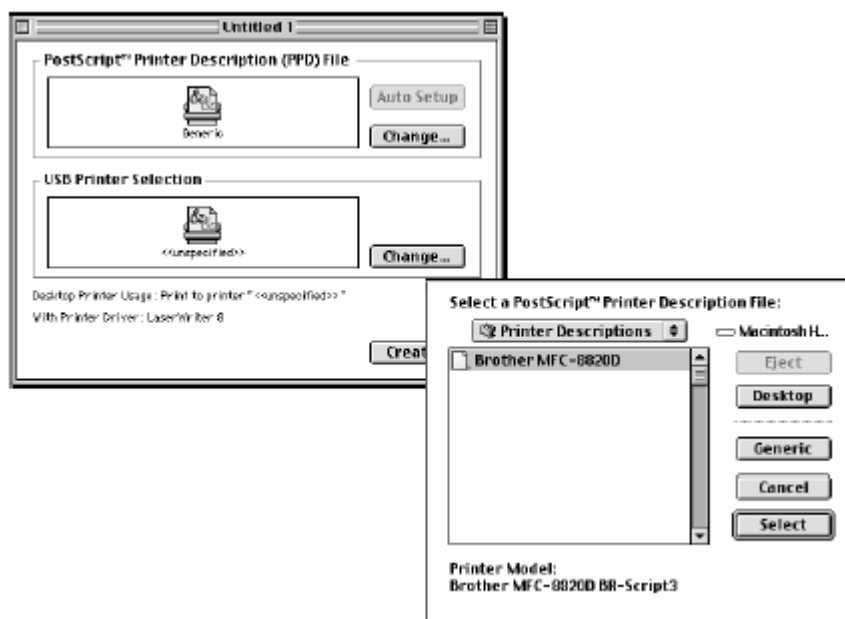 Untitled 1
PostScript™ Printer Description (PPD) File
Generic
Auto Setup
Change...
USB Printer Selection
<<unspecified>>
Change...
Desktop Printer Usage : Print to printer "<<unspecified>>"
With Printer Driver : LaserWriter 8
Creat
Select a PostScript™ Printer Description File:
Printer Descriptions
Macintosh H...
Brother MFC-8820D
Eject
Desktop
Generic
Cancel
Select
Printer Model:
Brother MFC-8820D BR-Script3